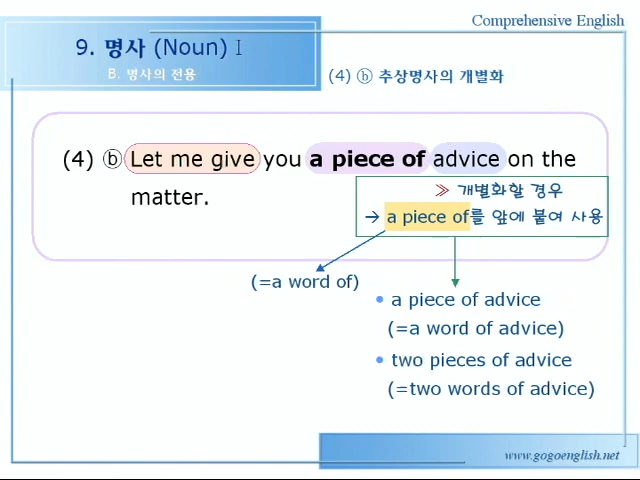 Comprehensive English
9. 명사 (Noun) I
B. 명사의 전용
(4) ⓑ 추상명사의 개별화
(4) ⓑ Let me give you a piece of advice on the
matter.
≫ 개별화할 경우
→ a piece of를 앞에 붙여 사용
(=a word of)
• a piece of advice
(=a word of advice)
• two pieces of advice
(=two words of advice)
www.gogoenglish.net